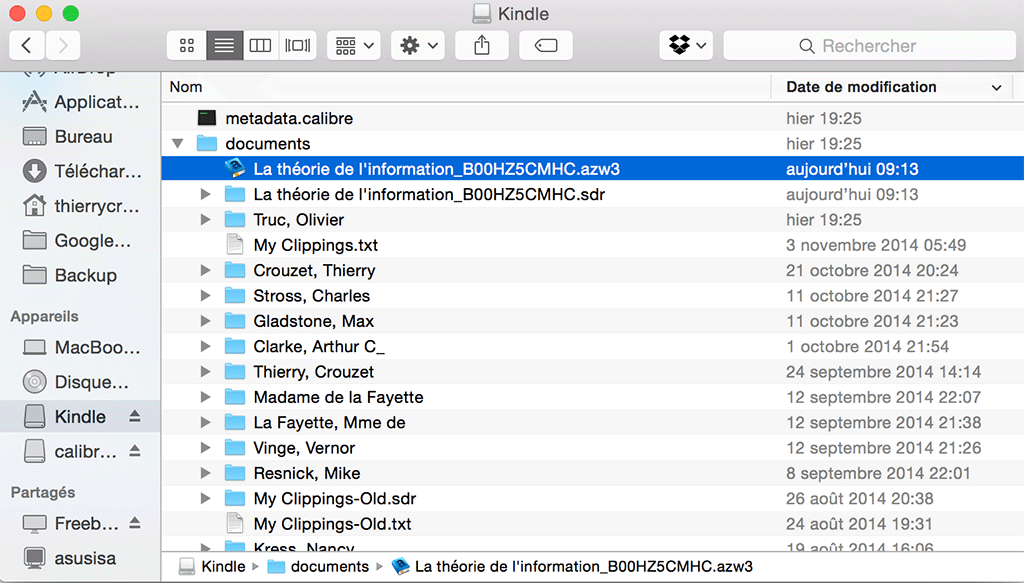 Kindle
Rechercher
AirDrop
Applicat...
Bureau
Téléchar...
thierrycr...
Google...
Backup
Appareils
MacBoo...
Disque...
Kindle
calibr...
Partagés
Freeb...
asusisa
Nom Date de modification
metadata.calibre hier 19:25
documents hier 19:25
La théorie de l'information_B00HZ5CMHC.azw3 aujourd'hui 09:13
La théorie de l'information_B00HZ5CMHC.sdr aujourd'hui 09:13
Truc, Olivier hier 19:25
My Clippings.txt 3 novembre 2014 05:49
Crouzet, Thierry 21 octobre 2014 20:24
Stross, Charles 11 octobre 2014 21:27
Gladstone, Max 11 octobre 2014 21:23
Clarke, Arthur C_ 1 octobre 2014 21:54
Thierry, Crouzet 24 septembre 2014 14:14
Madame de la Fayette 12 septembre 2014 22:07
La Fayette, Mme de 12 septembre 2014 21:38
Vinge, Vernor 12 septembre 2014 21:26
Resnick, Mike 8 septembre 2014 22:01
My Clippings-Old.sdr 26 août 2014 20:38
My Clippings-Old.txt 24 août 2014 19:31
Kress, Nancy 19 août 2014 16:06
Kindle documents La théorie de l'information_B00HZ5CMHC.azw3